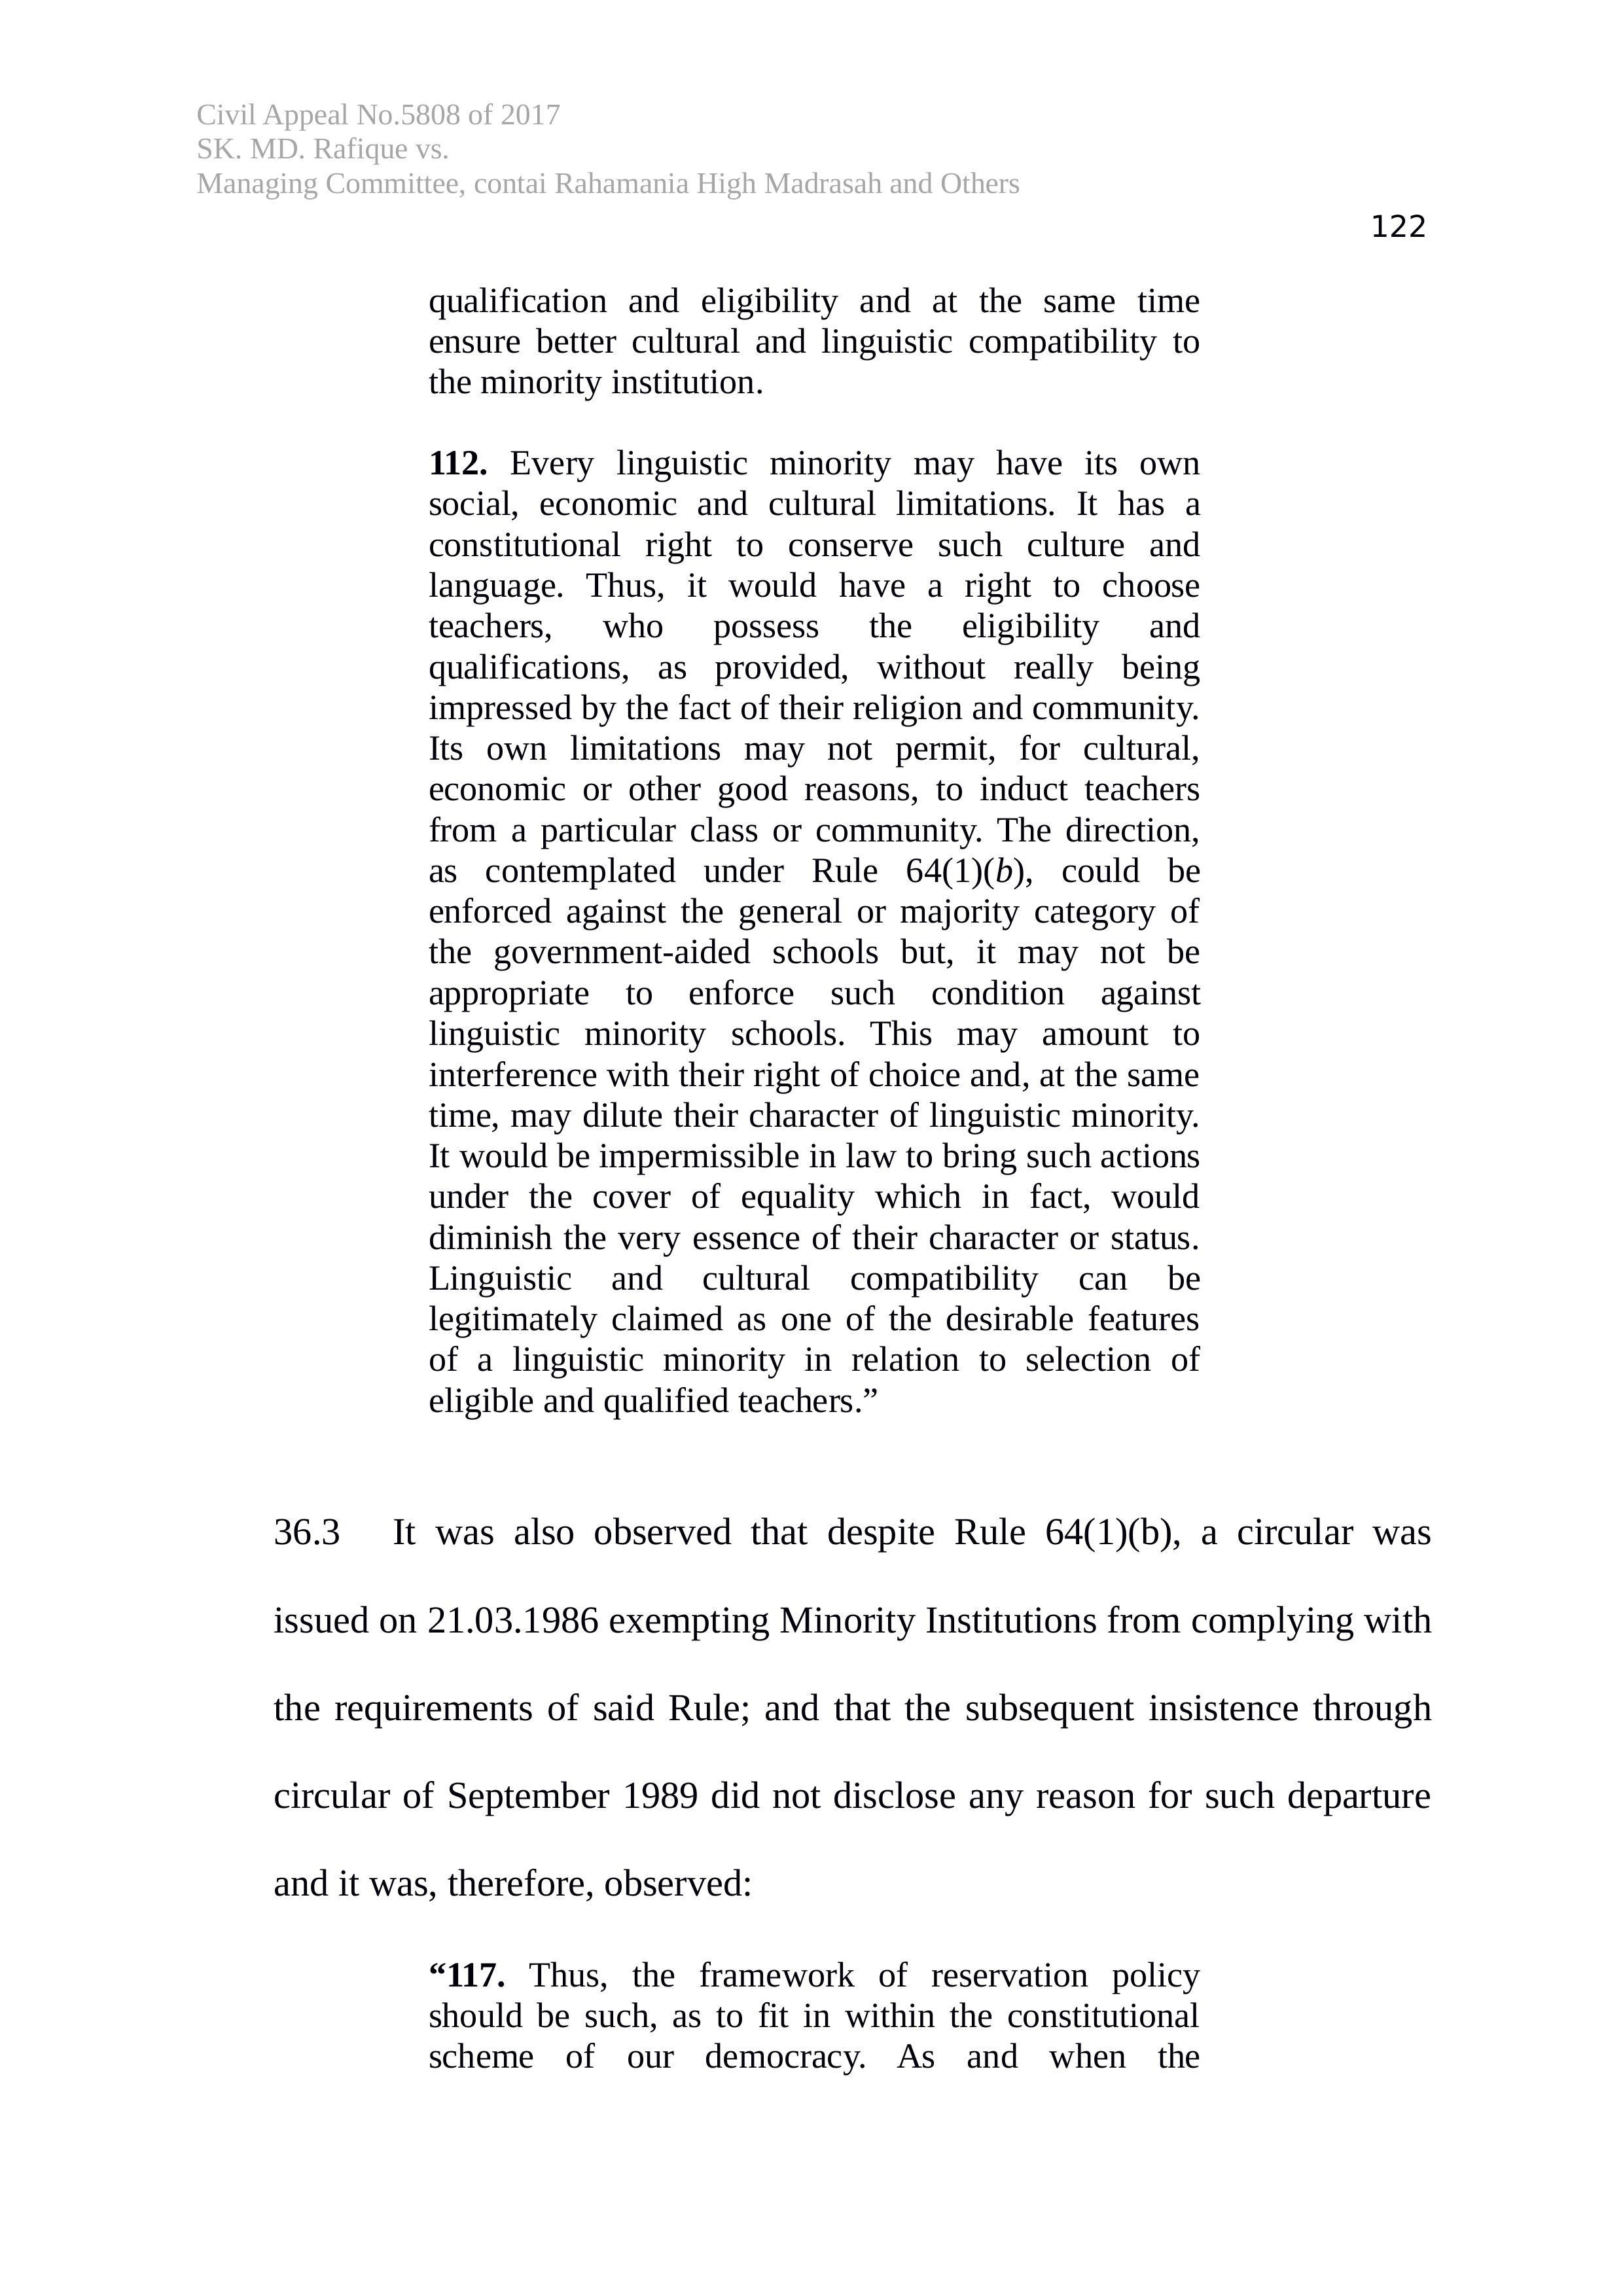 Civil Appeal No.5808 of 2017
SK. MD. Rafique vs.
Managing Committee, contai Rahamania High Madrasah and Others
122
qualification and eligibility and at the same time
ensure better cultural and linguistic compatibility to
the minority institution.
112. Every linguistic minority may have its own
social, economic and cultural limitations. It has a
constitutional right to conserve such culture and
language. Thus, it would have a right to choose
teachers, who possess the eligibility and
qualifications, as provided, without really being
impressed by the fact of their religion and community.
Its own limitations may not permit, for cultural,
economic or other good reasons, to induct teachers
from a particular class or community. The direction,
as contemplated under Rule 64(1)(b), could be
enforced against the general or majority category of
the government-aided schools but, it may not be
appropriate to enforce such condition against
linguistic minority schools. This may amount to
interference with their right of choice and, at the same
time, may dilute their character of linguistic minority.
It would be impermissible in law to bring such actions
under the cover of equality which in fact, would
diminish the very essence of their character or status.
Linguistic and cultural compatibility can be
legitimately claimed as one of the desirable features
of a linguistic minority in relation to selection of
eligible and qualified teachers.”
36.3 It was also observed that despite Rule 64(1)(b), a circular was
issued on 21.03.1986 exempting Minority Institutions from complying with
the requirements of said Rule; and that the subsequent insistence through
circular of September 1989 did not disclose any reason for such departure
and it was, therefore, observed:
“117. Thus, the framework of reservation policy
should be such, as to fit in within the constitutional
scheme of our democracy. As and when the